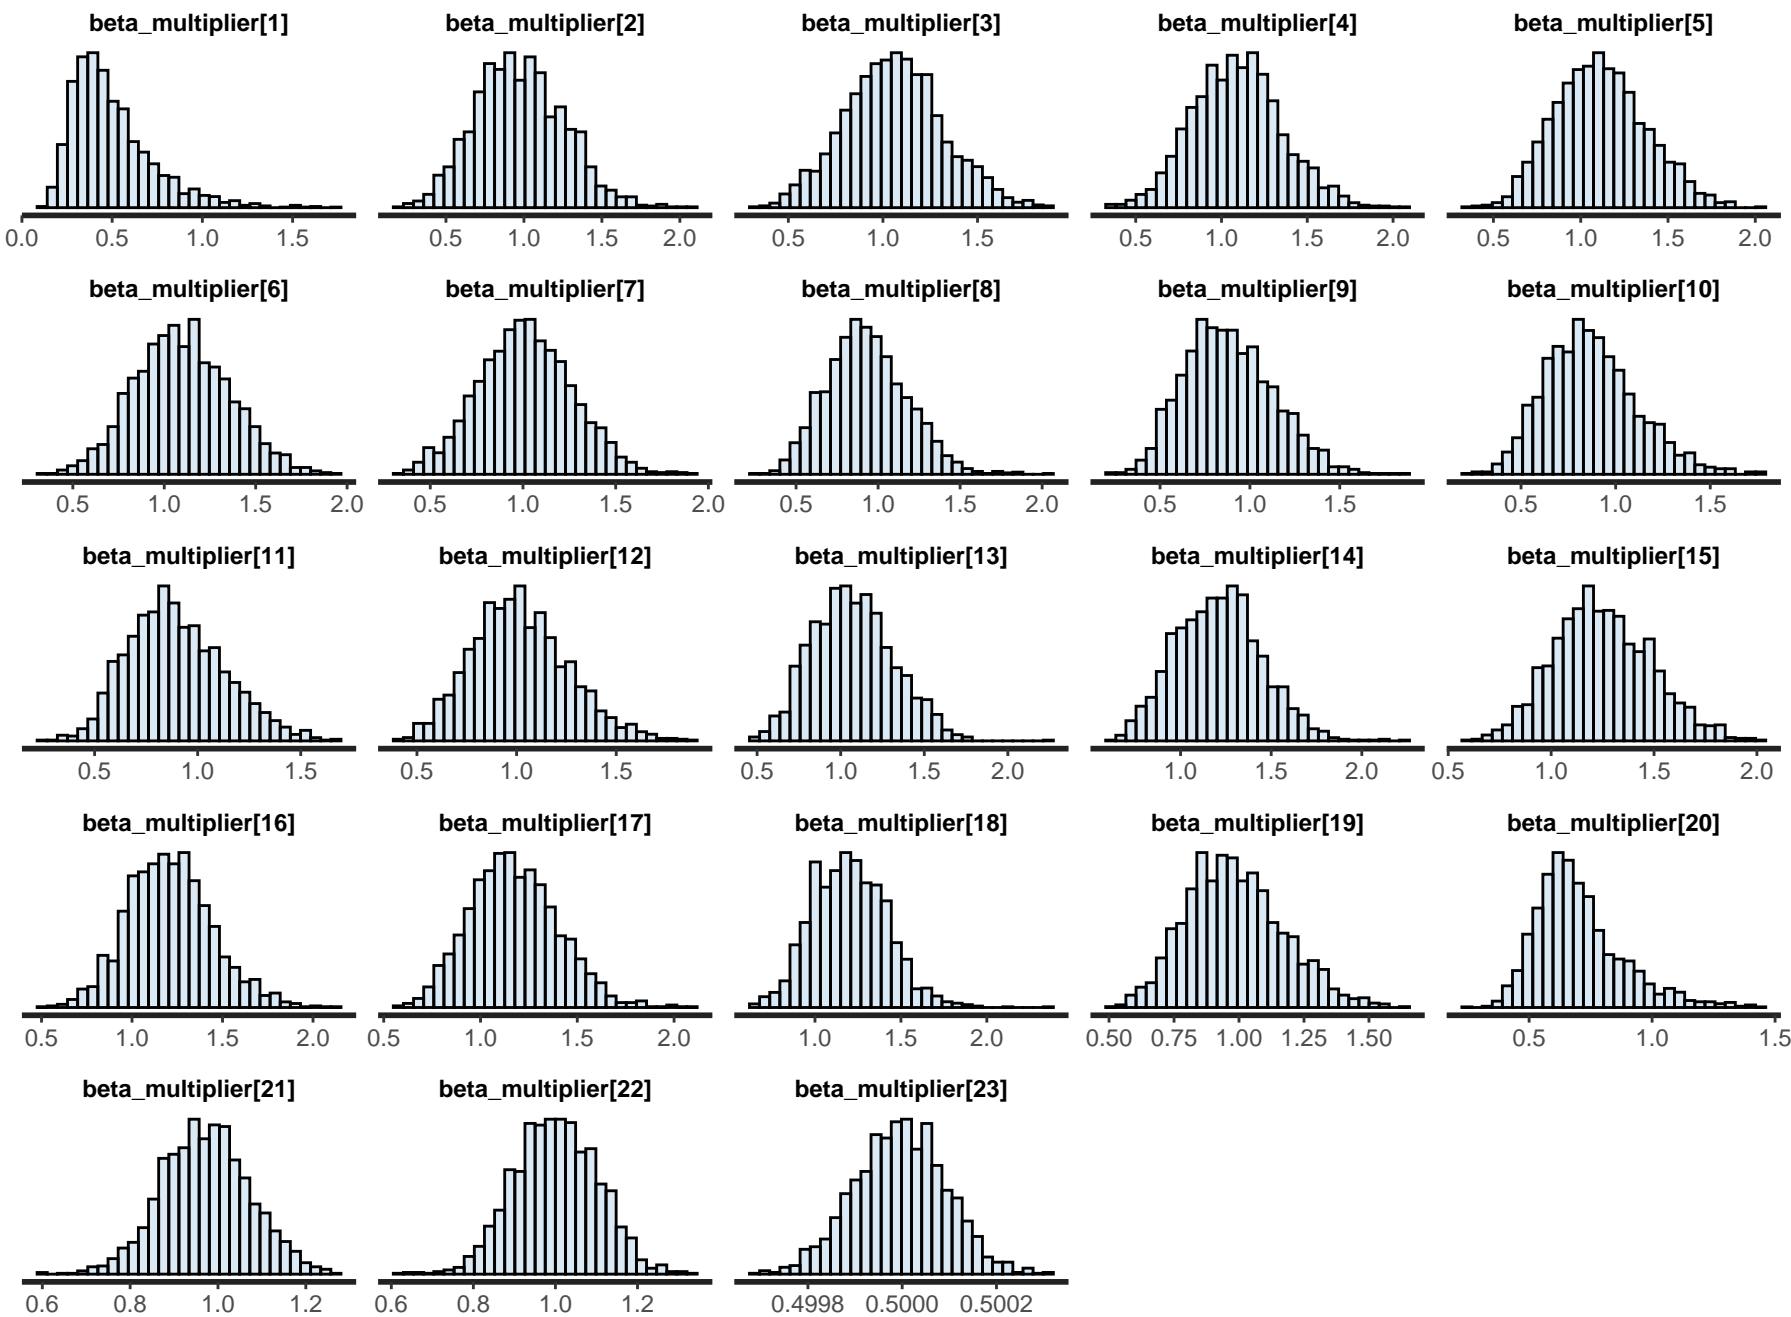 beta_multiplier[1] beta_multiplier[2] beta_multiplier[3] beta_multiplier[4] beta_multiplier[5]
0.0 0.5 1.0 1.5 0.5 1.0 1.5 2.0 0.5 1.0 1.5 0.5 1.0 1.5 2.0 0.5 1.0 1.5 2.0
beta_multiplier[6] beta_multiplier[7] beta_multiplier[8] beta_multiplier[9] beta_multiplier[10]
0.5 1.0 1.5 2.0 0.5 1.0 1.5 2.0 0.5 1.0 1.5 2.0 0.5 1.0 1.5 0.5 1.0 1.5
beta_multiplier[11] beta_multiplier[12] beta_multiplier[13] beta_multiplier[14] beta_multiplier[15]
0.5 1.0 1.5 0.5 1.0 1.5 0.5 1.0 1.5 2.0 1.0 1.5 2.0 0.5 1.0 1.5 2.0
beta_multiplier[16] beta_multiplier[17] beta_multiplier[18] beta_multiplier[19] beta_multiplier[20]
0.5 1.0 1.5 2.0 0.5 1.0 1.5 2.0 1.0 1.5 2.0 0.50 0.75 1.00 1.25 1.50 0.5 1.0 1.5
beta_multiplier[21] beta_multiplier[22] beta_multiplier[23]
0.6 0.8 1.0 1.2 0.6 0.8 1.0 1.2 0.4998 0.5000 0.5002